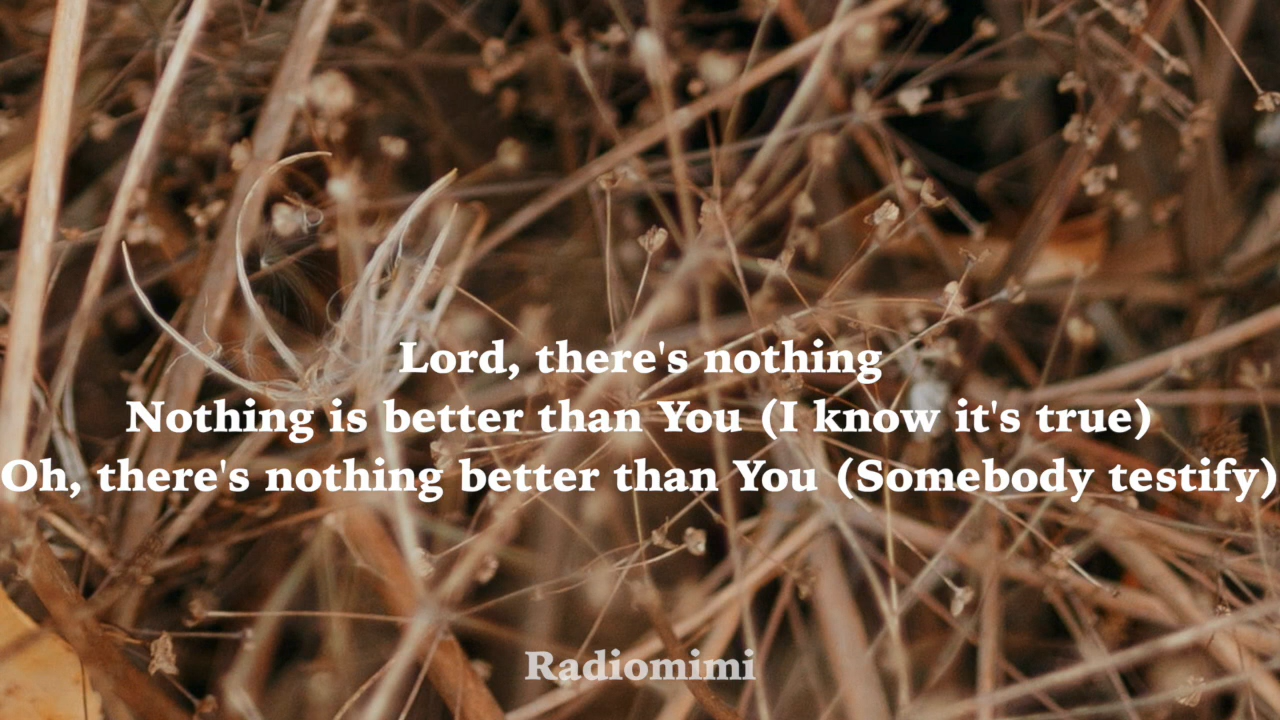 Lord, there's nothing
Nothing is better than You (I know it's true)
Oh, there's nothing better than You (Somebody testify)
Radiomimi